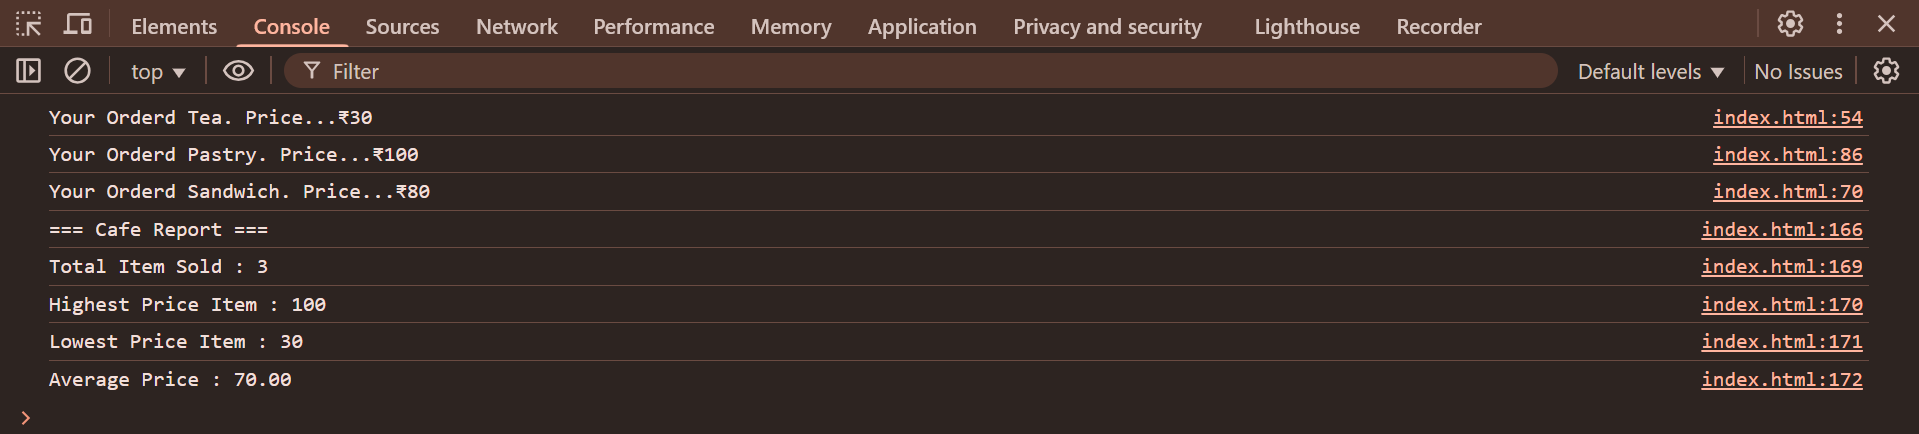 Elements Console Sources Network Performance Memory Application Privacy and security Lighthouse Recorder
top Filter Default levels No Issues
Your Orderd Tea. Price...₹30 index.html:54
Your Orderd Pastry. Price...₹100 index.html:86
Your Orderd Sandwich. Price...₹80 index.html:70
=== Cafe Report === index.html:166
Total Item Sold : 3 index.html:169
Highest Price Item : 100 index.html:170
Lowest Price Item : 30 index.html:171
Average Price : 70.00 index.html:172